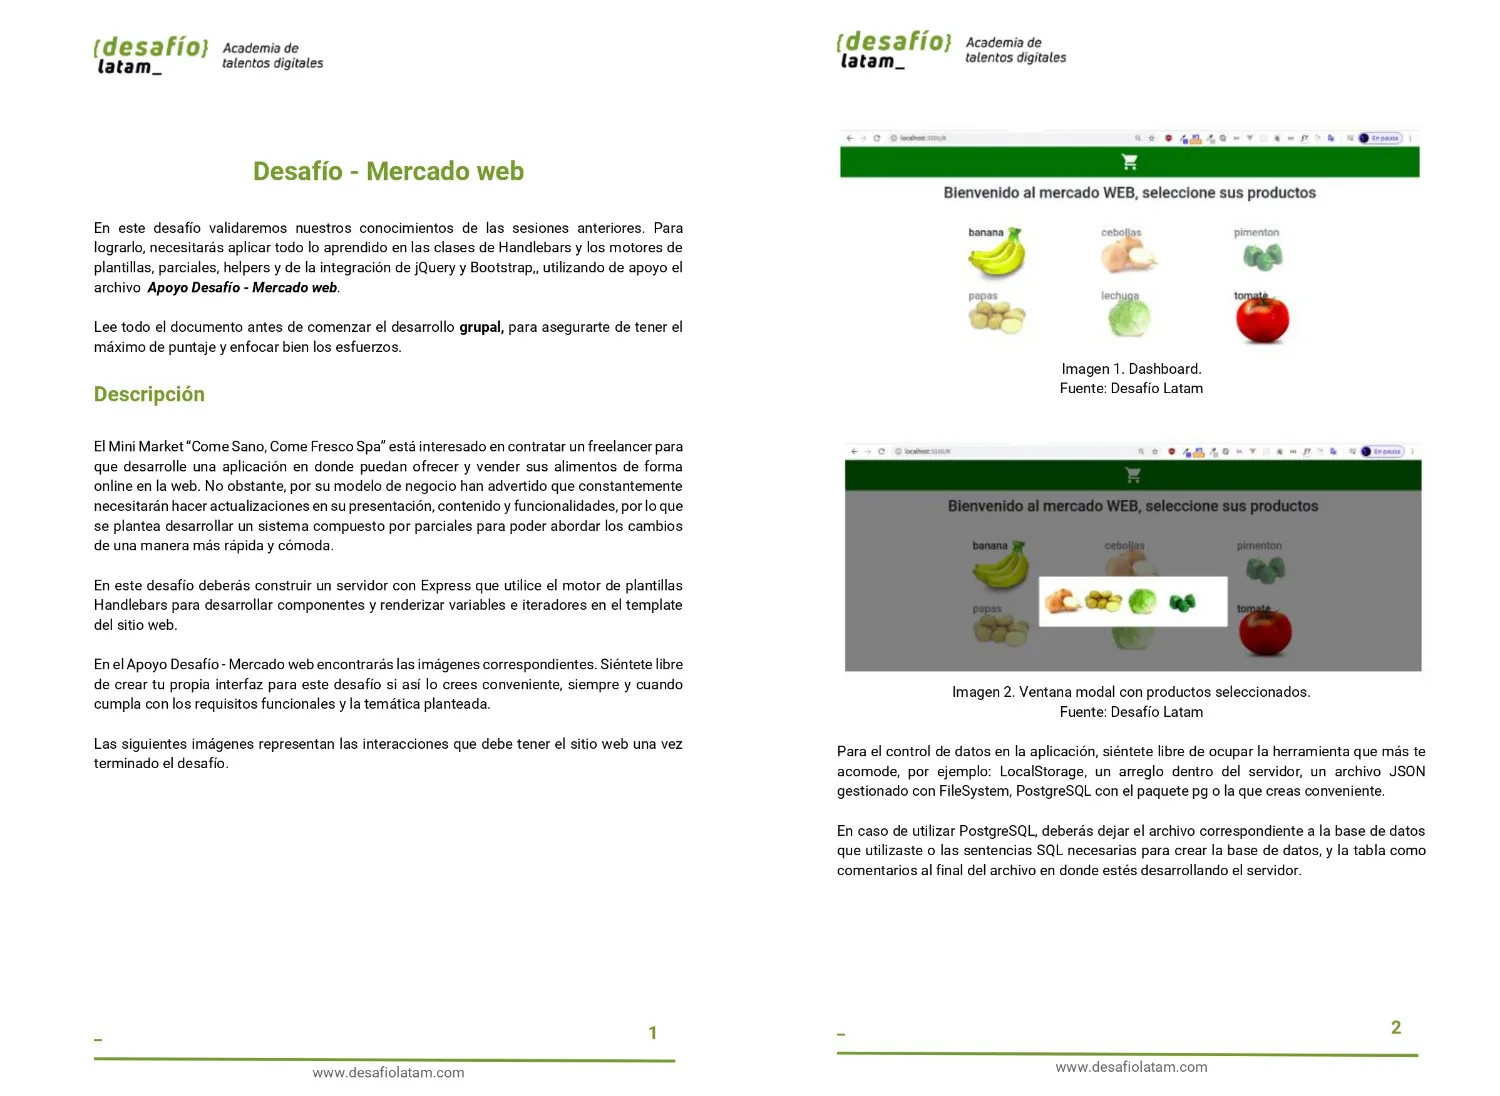 {desafío}
latam_
Academia de
talentos digitales
Desafío - Mercado web
En este desafío validaremos nuestros conocimientos de las sesiones anteriores. Para
lograrlo, necesitarás aplicar todo lo aprendido en las clases de Handlebars y los motores de
plantillas, parciales, helpers y de la integración de jQuery y Bootstrap,, utilizando de apoyo el
archivo Apoyo Desafío - Mercado web.
Lee todo el documento antes de comenzar el desarrollo grupal, para asegurarte de tener el
máximo de puntaje y enfocar bien los esfuerzos.
Descripción
El Mini Market “Come Sano, Come Fresco Spa” está interesado en contratar un freelancer para
que desarrolle una aplicación en donde puedan ofrecer y vender sus alimentos de forma
online en la web. No obstante, por su modelo de negocio han advertido que constantemente
necesitarán hacer actualizaciones en su presentación, contenido y funcionalidades, por lo que
se plantea desarrollar un sistema compuesto por parciales para poder abordar los cambios
de una manera más rápida y cómoda.
En este desafío deberás construir un servidor con Express que utilice el motor de plantillas
Handlebars para desarrollar componentes y renderizar variables e iteradores en el template
del sitio web.
En el Apoyo Desafío - Mercado web encontrarás las imágenes correspondientes. Siéntete libre
de crear tu propia interfaz para este desafío si así lo crees conveniente, siempre y cuando
cumpla con los requisitos funcionales y la temática planteada.
Las siguientes imágenes representan las interacciones que debe tener el sitio web una vez
terminado el desafío.
_
1
www.desafiolatam.com
{desafío}
latam_
Academia de
talentos digitales
localhost:3000/#
En pausa
Bienvenido al mercado WEB, seleccione sus productos
banana
cebollas
pimenton
papas
lechuga
tomate
Imagen 1. Dashboard.
Fuente: Desafío Latam
localhost:3000/#
En pausa
Bienvenido al mercado WEB, seleccione sus productos
banana
cebollas
pimenton
papas
tomate
Imagen 2. Ventana modal con productos seleccionados.
Fuente: Desafío Latam
Para el control de datos en la aplicación, siéntete libre de ocupar la herramienta que más te
acomode, por ejemplo: LocalStorage, un arreglo dentro del servidor, un archivo JSON
gestionado con FileSystem, PostgreSQL con el paquete pg o la que creas conveniente.
En caso de utilizar PostgreSQL, deberás dejar el archivo correspondiente a la base de datos
que utilizaste o las sentencias SQL necesarias para crear la base de datos, y la tabla como
comentarios al final del archivo en donde estés desarrollando el servidor.
_
2
www.desafiolatam.com